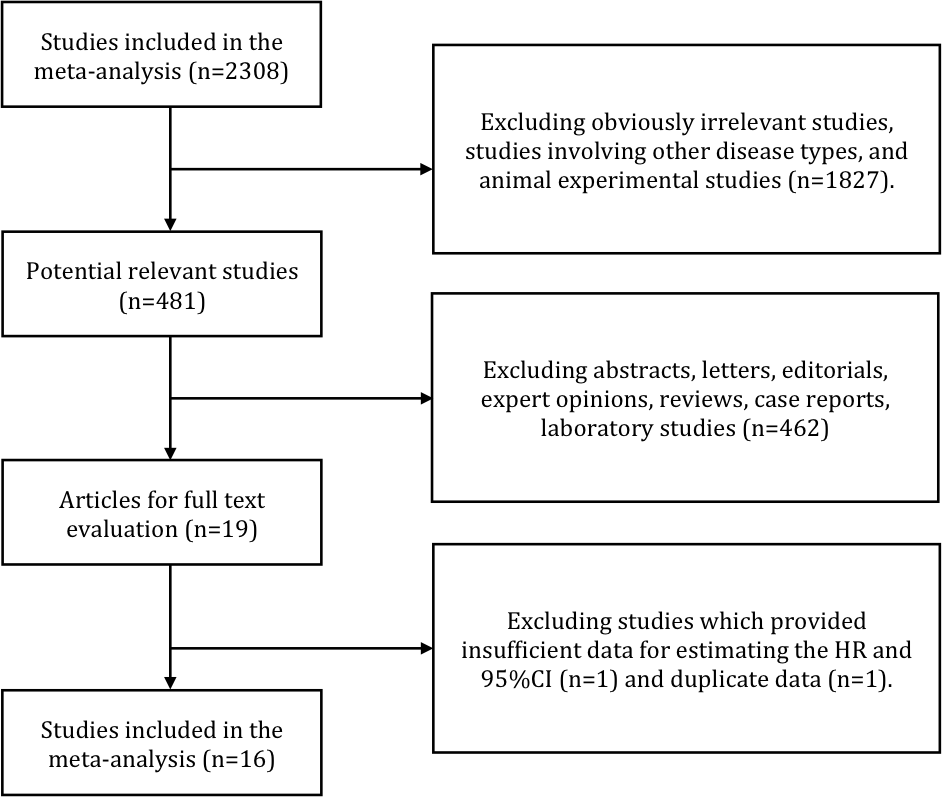 Studies included in the
meta-analysis (n=2308)
Excluding obviously irrelevant studies,
studies involving other disease types, and
animal experimental studies (n=1827).
Potential relevant studies
(n=481)
Excluding abstracts, letters, editorials,
expert opinions, reviews, case reports,
laboratory studies (n=462)
Articles for full text
evaluation (n=19)
Excluding studies which provided
insufficient data for estimating the HR and
95%CI (n=1) and duplicate data (n=1).
Studies included in the
meta-analysis (n=16)